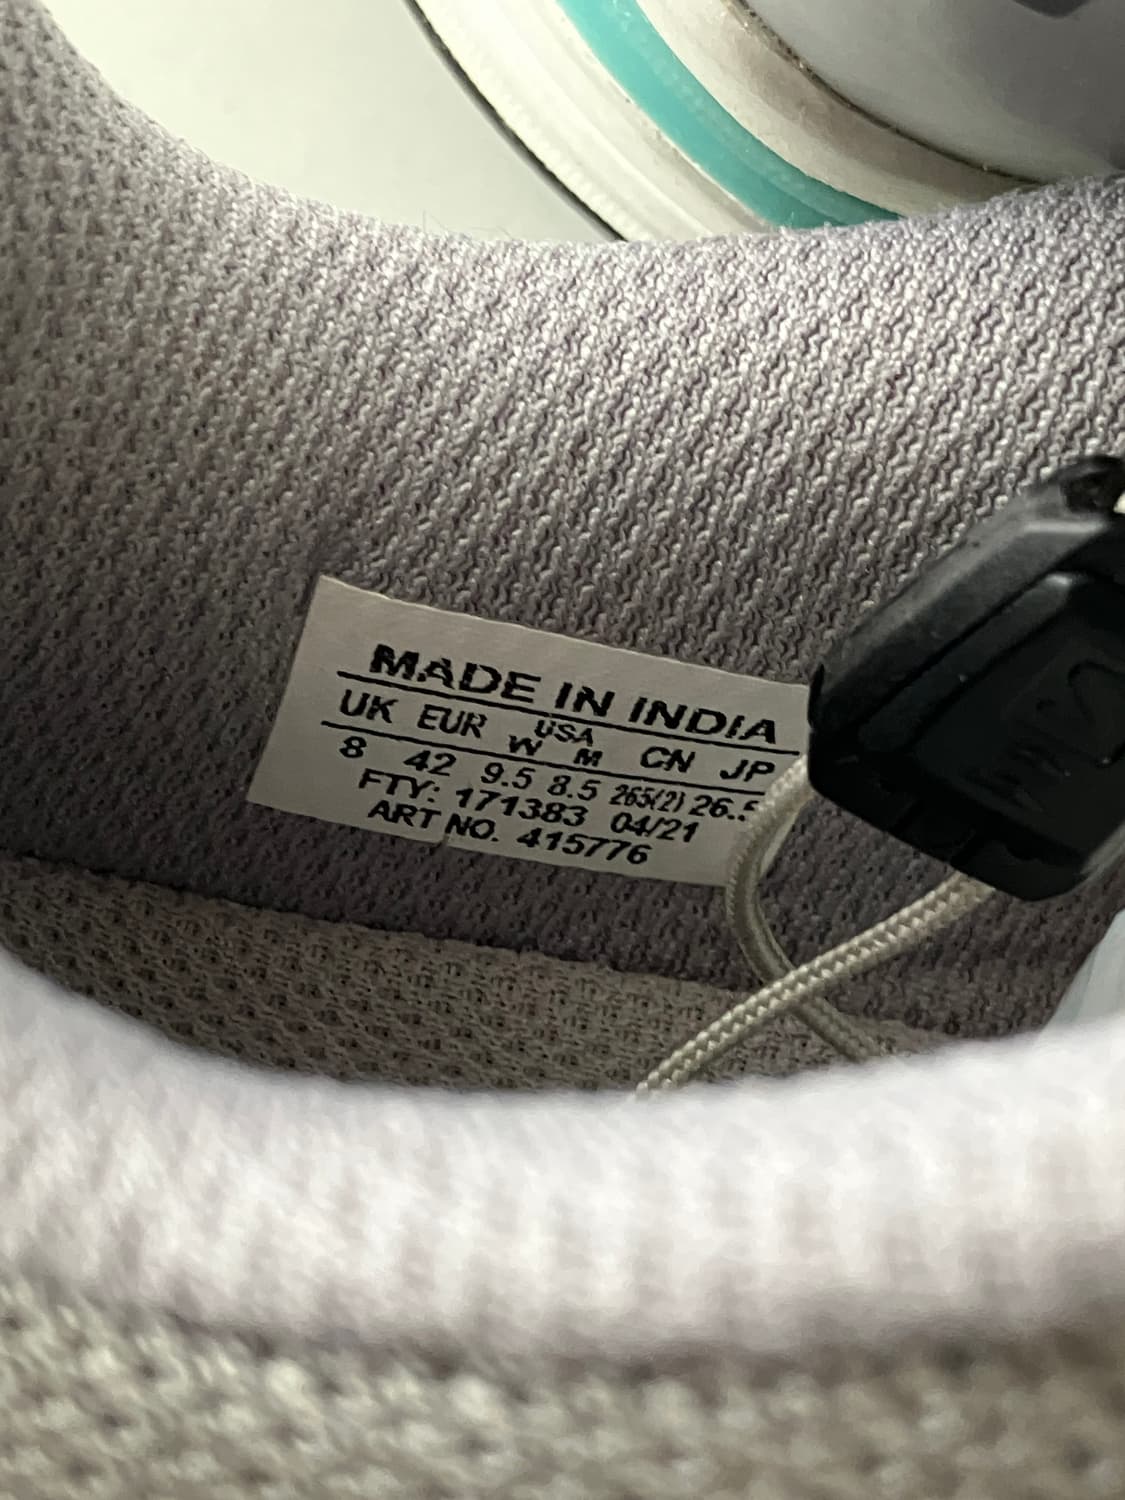 MADE IN INDIA
UK EUR USA CN JP
W M
8 42 9.5 8.5 265(2) 26.5
FTY: 171383 04/21
ART NO. 415776